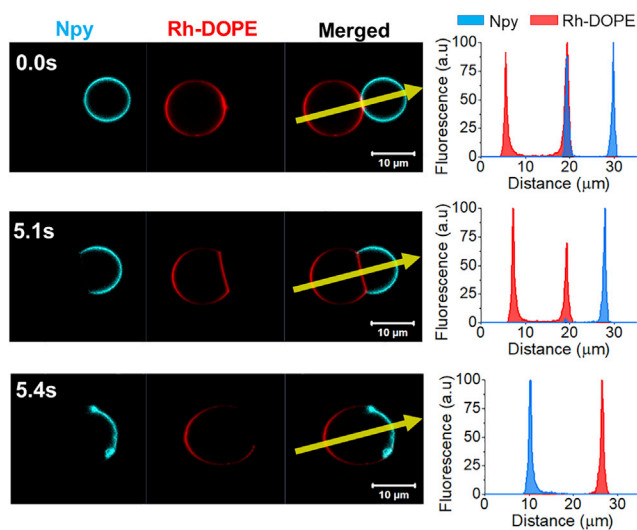 Npy Rh-DOPE Merged
Npy Rh-DOPE
0.0s
10 µm
Fluorescence (a.u)
100
75
50
25
0
0 10 20 30
Distance (µm)
5.1s
10 µm
Fluorescence (a.u)
100
75
50
25
0
0 10 20 30
Distance (µm)
5.4s
10 µm
Fluorescence (a.u)
100
75
50
25
0
0 10 20 30
Distance (µm)